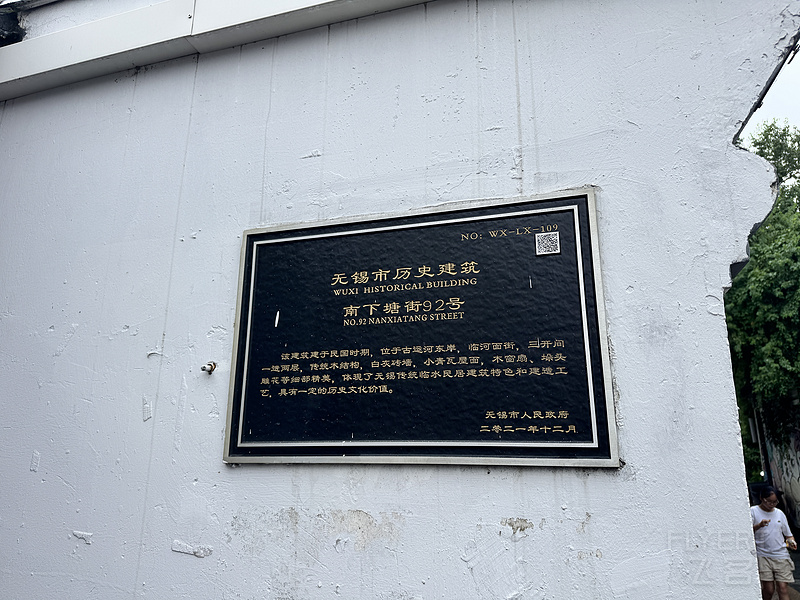 NO: WX-LX-109
无锡市历史建筑
WUXI HISTORICAL BUILDING
南下塘街92号
NO.92 NANXIATANG STREET
该建筑建于民国时期，位于古运河东岸，临河面街，三开间
一进两层，传统木结构，白灰砖墙，小青瓦屋面，木窗扇、垛头
雕花等细部精美，体现了无锡传统临水民居建筑特色和建造工
艺，具有一定的历史文化价值。
无锡市人民政府
二零二一年十二月
FLYER
飞客